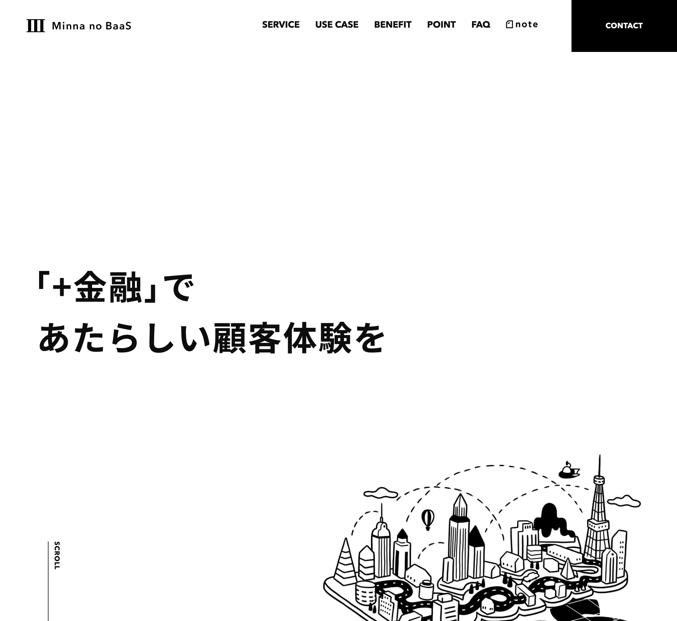 Minna no BaaS
SERVICE USE CASE BENEFIT POINT FAQ note
CONTACT
「+金融」で
あたらしい顧客体験を
SCROLL